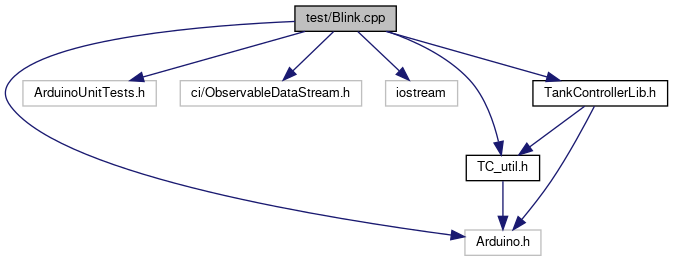 test/Blink.cpp
ArduinoUnitTests.h
ci/ObservableDataStream.h
iostream
TankControllerLib.h
TC_util.h
Arduino.h